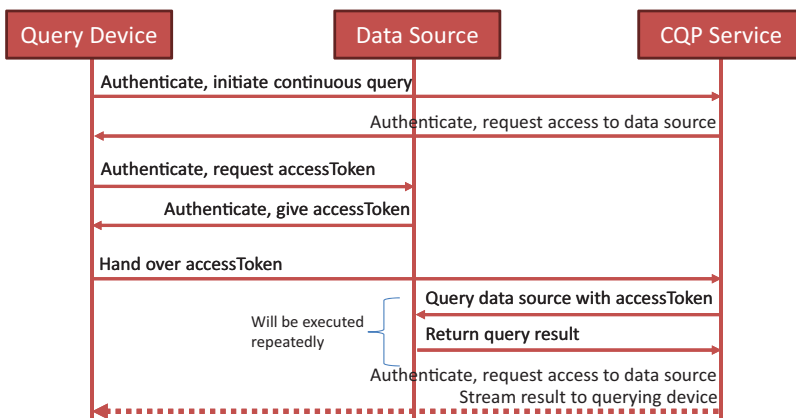 Query Device
Data Source
CQP Service
Authenticate, initiate continuous query
Authenticate, request access to data source
Authenticate, request accessToken
Authenticate, give accessToken
Hand over accessToken
Query data source with accessToken
Will be executed
repeatedly
Return query result
Authenticate, request access to data source
Stream result to querying device